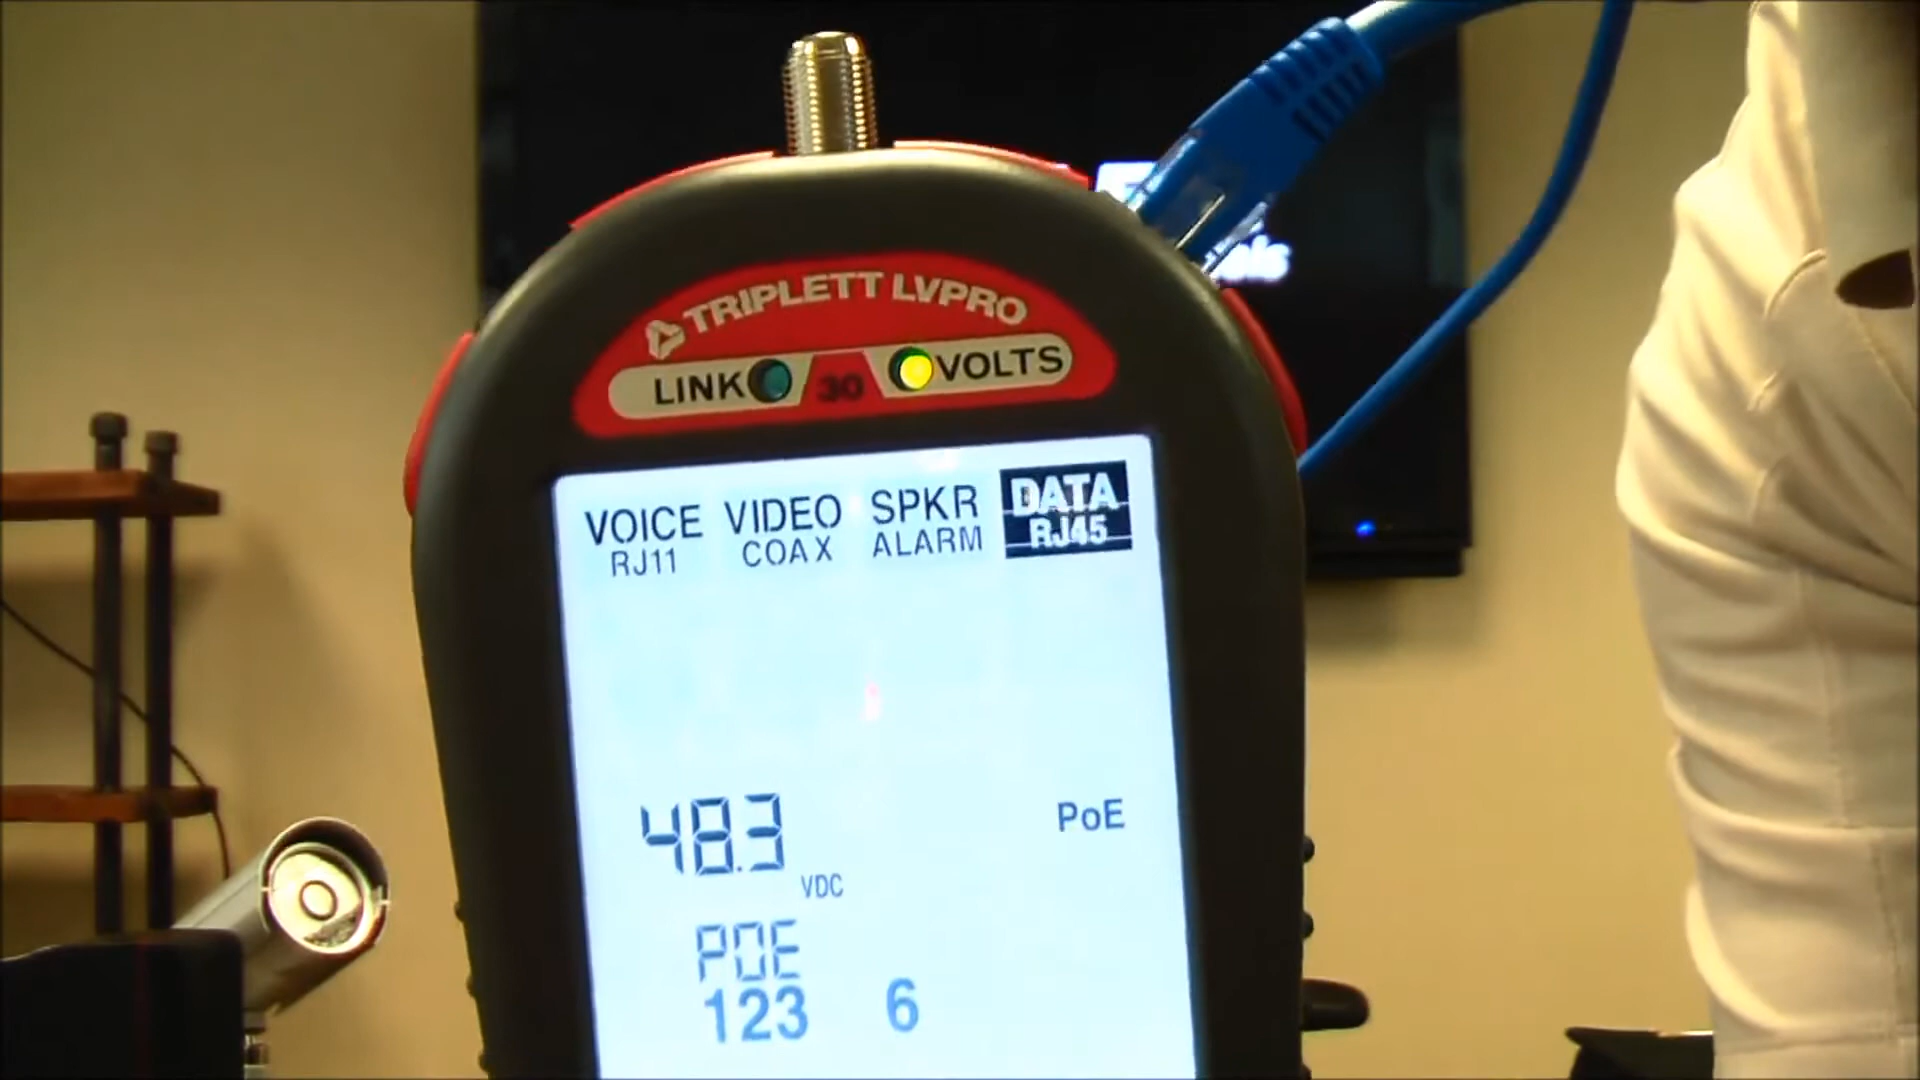 TRIPLETT LVPRO
LINK 30 VOLTS
VOICE VIDEO SPKR DATA
RJ11 COAX ALARM RJ45
48.3 PoE
VDC
POE
123 6